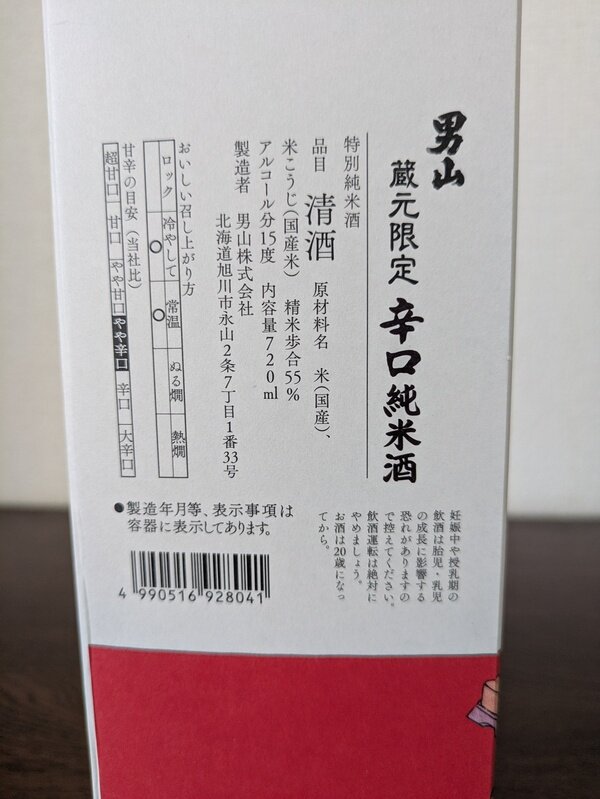 男山
蔵元限定 辛口純米酒
特別純米酒
品目 清酒 原材料名 米(国産)、
米こうじ(国産米) 精米歩合55%
アルコール分15度 内容量720ml
製造者 男山株式会社
北海道旭川市永山2条7丁目1番33号
おいしい召し上がり方
ロック 冷やして 常温 ぬる燗 熱燗
○ ○
甘辛の目安(当社比)
超甘口 甘口 やや甘口 やや辛口 辛口 大辛口
●製造年月等、表示事項は
容器に表示してあります。
妊娠中や授乳期の
飲酒は胎児・乳児
の成長に影響する
恐れがありますの
で控えてください。
飲酒運転は絶対に
やめましょう。
お酒は20歳になっ
てから。
4 990516 928041